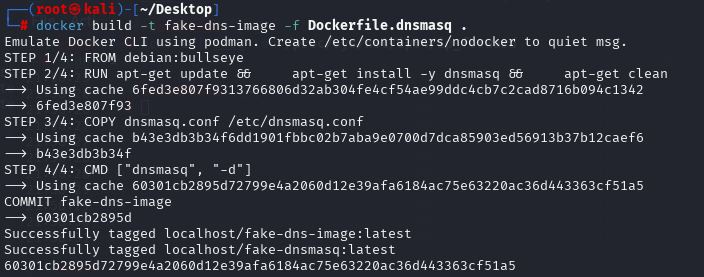 ┌──(root㉿kali)-[~/Desktop]
└─# docker build -t fake-dns-image -f Dockerfile.dnsmasq .
Emulate Docker CLI using podman. Create /etc/containers/nodocker to quiet msg.
STEP 1/4: FROM debian:bullseye
STEP 2/4: RUN apt-get update &&     apt-get install -y dnsmasq &&     apt-get clean
--> Using cache 6fed3e807f9313766806d32ab304fe4cf54ae99ddc4cb7c2cad8716b094c1342
--> 6fed3e807f93
STEP 3/4: COPY dnsmasq.conf /etc/dnsmasq.conf
--> Using cache b43e3db3b34f6dd1901fbbc02b7aba9e0700d7dca85903ed56913b37b12caef6
--> b43e3db3b34f
STEP 4/4: CMD ["dnsmasq", "-d"]
--> Using cache 60301cb2895d72799e4a2060d12e39afa6184ac75e63220ac36d443363cf51a5
COMMIT fake-dns-image
--> 60301cb2895d
Successfully tagged localhost/fake-dns-image:latest
Successfully tagged localhost/fake-dnsmasq:latest
60301cb2895d72799e4a2060d12e39afa6184ac75e63220ac36d443363cf51a5